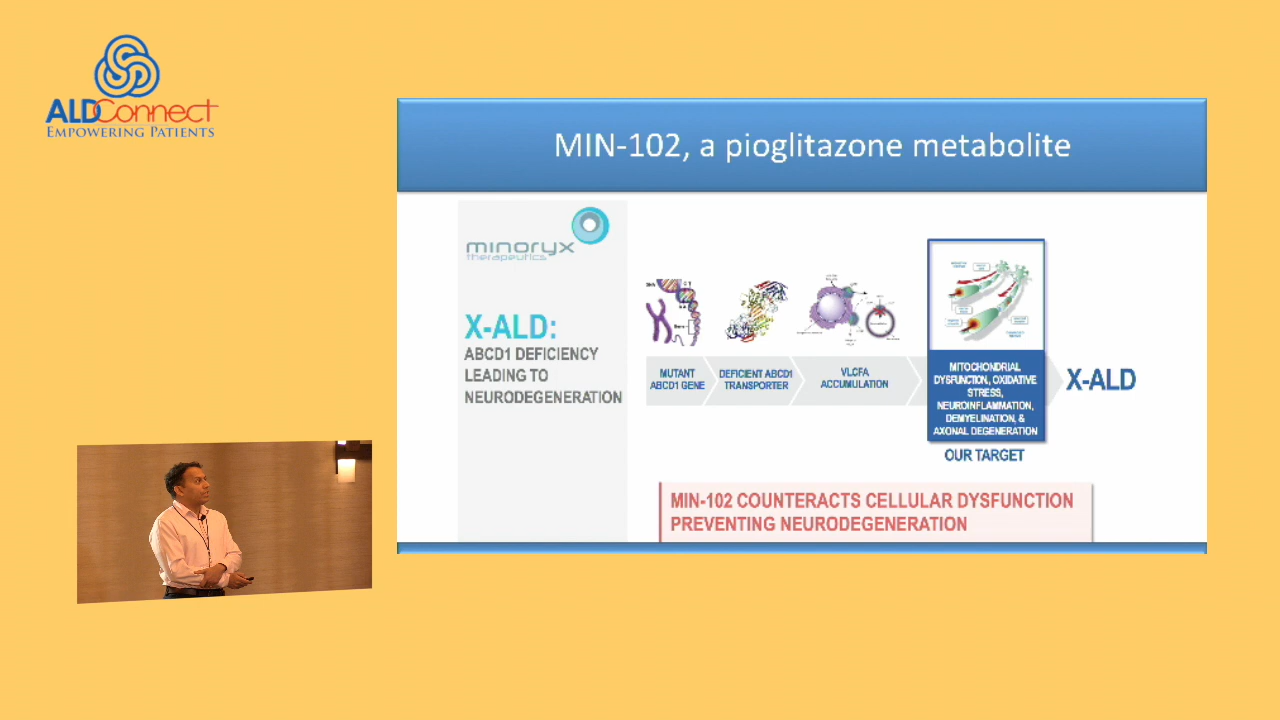 ALDConnect
EMPOWERING PATIENTS
MIN-102, a pioglitazone metabolite
minoryx
therapeutics
X-ALD:
ABCD1 DEFICIENCY
LEADING TO
NEURODEGENERATION
MUTANT
ABCD1 GENE
DEFICIENT ABCD1
TRANSPORTER
VLCFA
ACCUMULATION
MITOCHONDRIAL
DYSFUNCTION, OXIDATIVE
STRESS,
NEUROINFLAMMATION,
DEMYELINATION, &
AXONAL DEGENERATION
X-ALD
OUR TARGET
MIN-102 COUNTERACTS CELLULAR DYSFUNCTION
PREVENTING NEURODEGENERATION